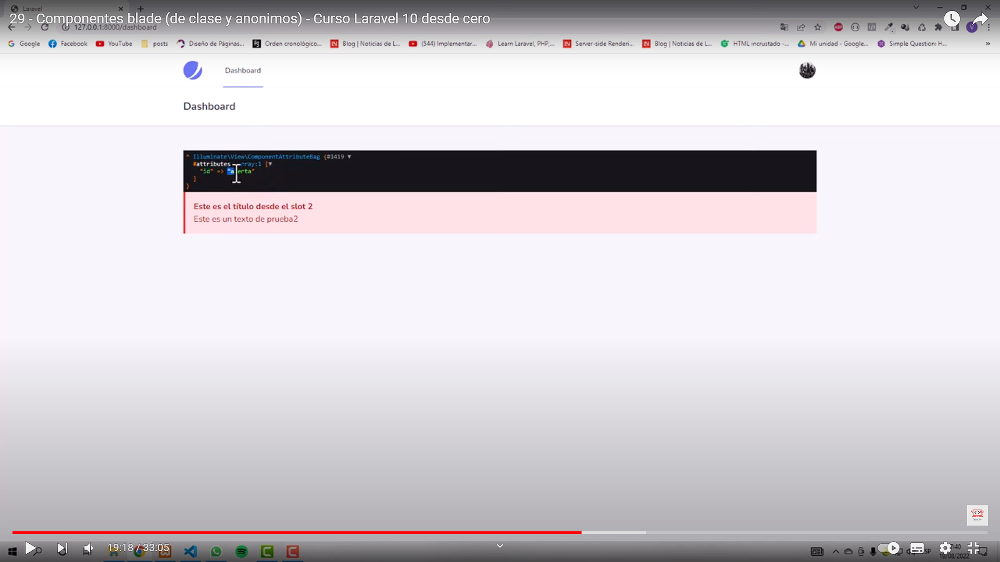 Laravel
29 - Componentes blade (de clase y anonimos) - Curso Laravel 10 desde cero
127.0.0.1:8000/dashboard
Google Facebook YouTube posts Diseño de Páginas... Orden cronológico... Blog | Noticias de L... (544) Implementar... Learn Laravel, PHP,... Server-side Renderi... Blog | Noticias de L... HTML incrustado -... Mi unidad - Google... Simple Question: H... »
Dashboard
Dashboard
^ Illuminate\View\ComponentAttributeBag {#1419 ▼
#attributes rray:1 [▼
"id" => "a erta"
]
}
Este es el título desde el slot 2
Este es un texto de prueba2
19:18 / 33:05
19/08/2022